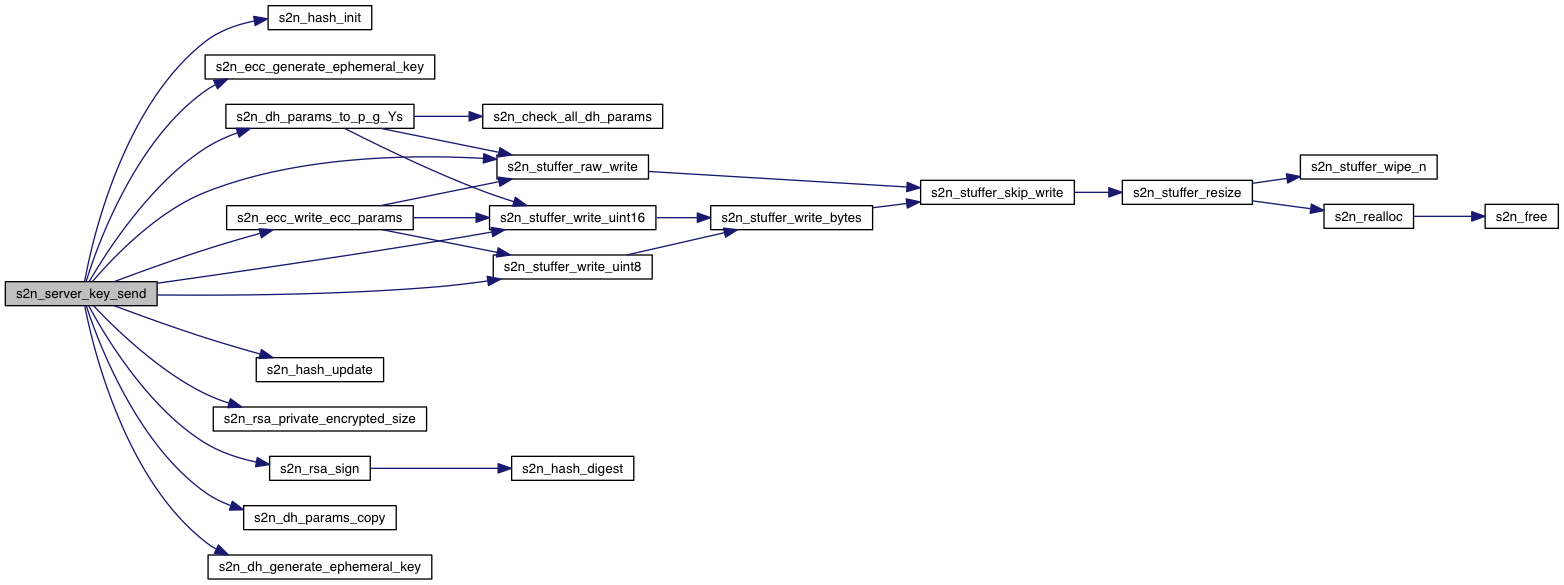 s2n_hash_init
s2n_ecc_generate_ephemeral_key
s2n_dh_params_to_p_g_Ys
s2n_check_all_dh_params
s2n_stuffer_raw_write
s2n_stuffer_wipe_n
s2n_stuffer_skip_write
s2n_stuffer_resize
s2n_ecc_write_ecc_params
s2n_stuffer_write_uint16
s2n_stuffer_write_bytes
s2n_realloc
s2n_free
s2n_stuffer_write_uint8
s2n_server_key_send
s2n_hash_update
s2n_rsa_private_encrypted_size
s2n_rsa_sign
s2n_hash_digest
s2n_dh_params_copy
s2n_dh_generate_ephemeral_key